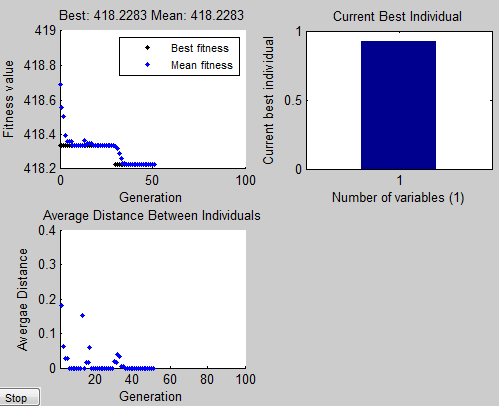 Best: 418.2283 Mean: 418.2283
419
418.8
418.6
418.4
418.2
Fitness value
Best fitness
Mean fitness
0 50 100
Generation
Current Best Individual
1
0.5
0
Current best individual
1
Number of variables (1)
Average Distance Between Individuals
0.4
0.3
0.2
0.1
0
Avergae Distance
20 40 60 80 100
Generation
Stop